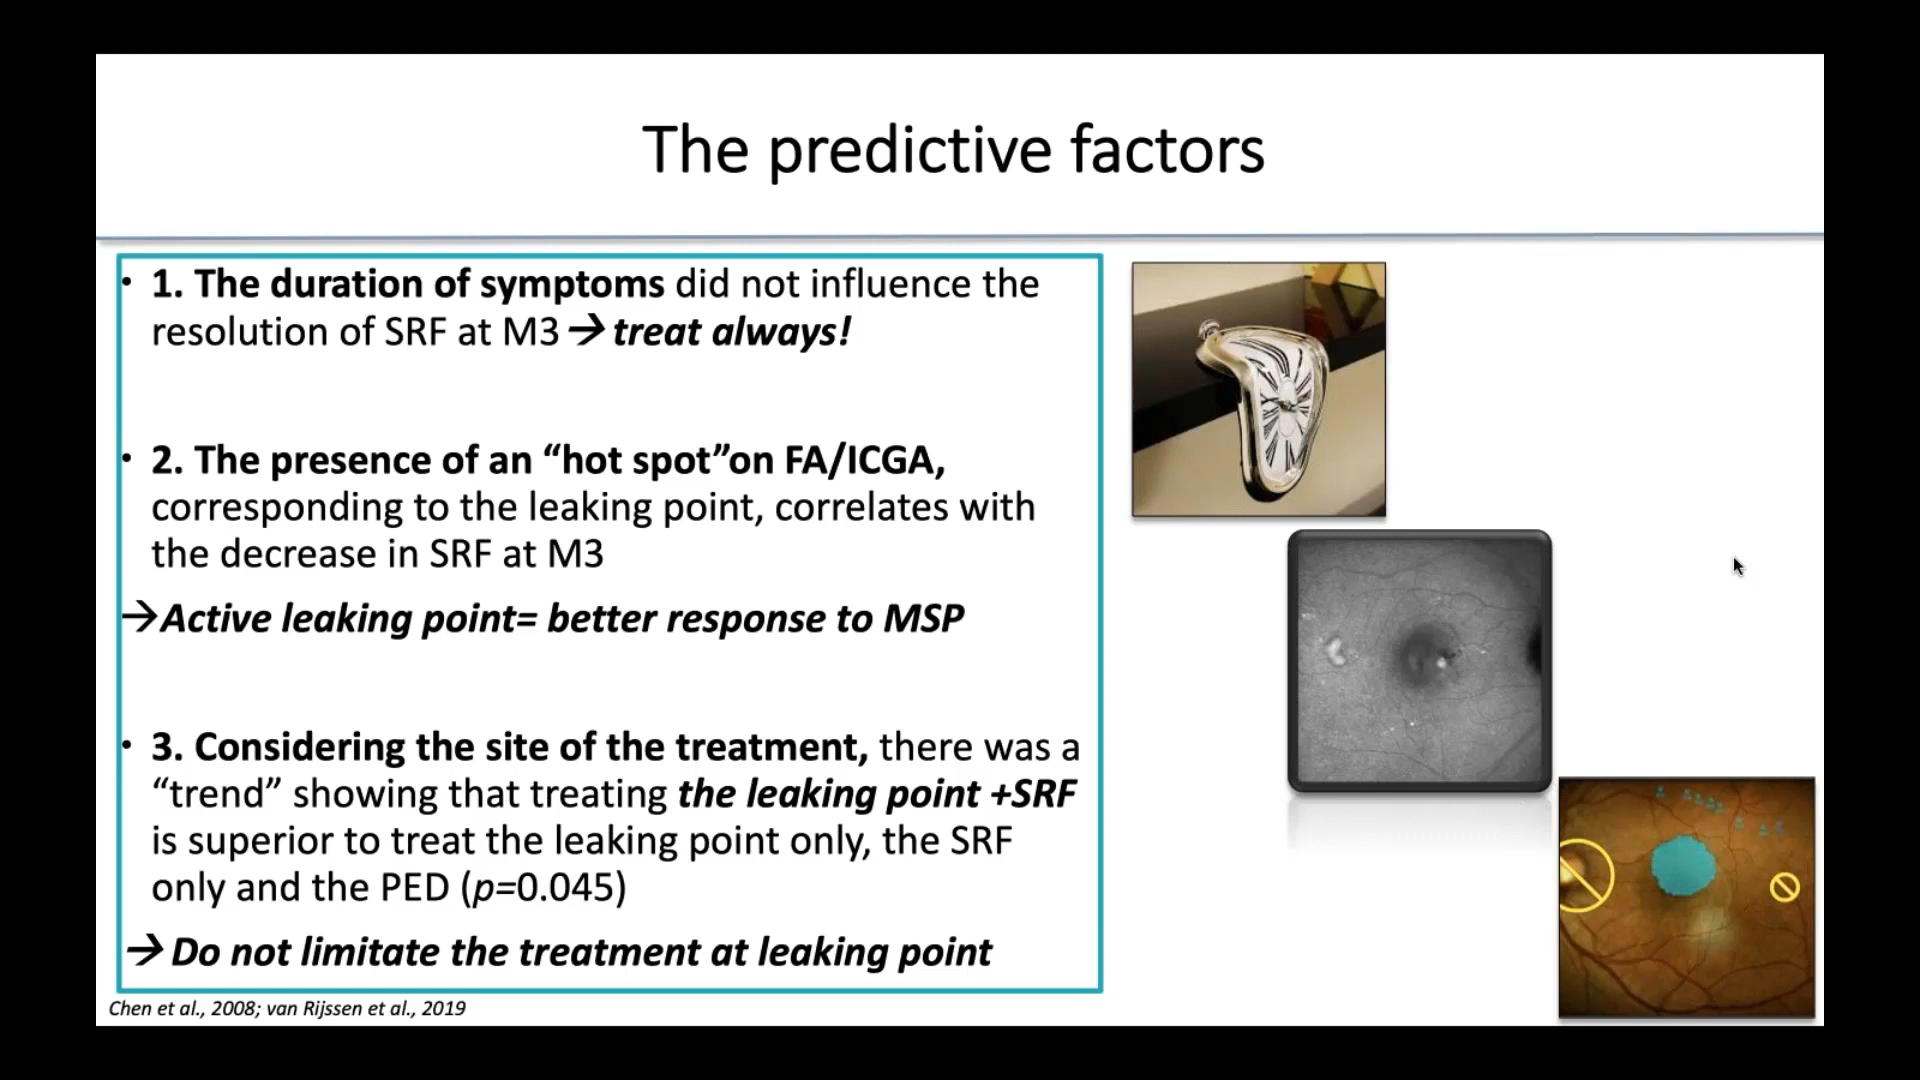 The predictive factors
• 1. The duration of symptoms did not influence the
resolution of SRF at M3 → treat always!
• 2. The presence of an “hot spot”on FA/ICGA,
corresponding to the leaking point, correlates with
the decrease in SRF at M3
→Active leaking point= better response to MSP
• 3. Considering the site of the treatment, there was a
“trend” showing that treating the leaking point +SRF
is superior to treat the leaking point only, the SRF
only and the PED (p=0.045)
→ Do not limitate the treatment at leaking point
Chen et al., 2008; van Rijssen et al., 2019